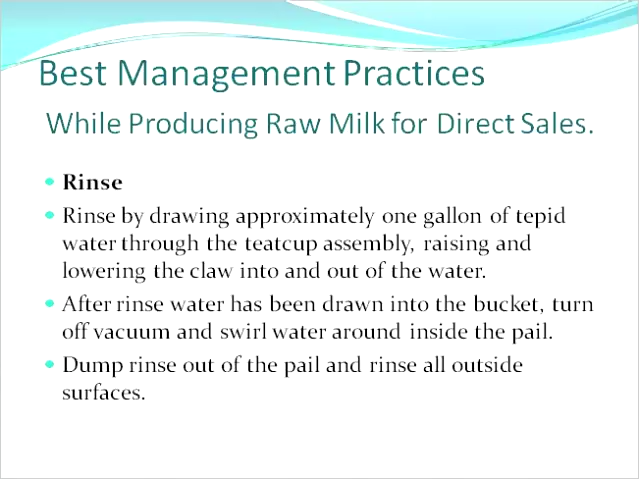 Best Management Practices
While Producing Raw Milk for Direct Sales.
Rinse
Rinse by drawing approximately one gallon of tepid
water through the teatcup assembly, raising and
lowering the claw into and out of the water.
After rinse water has been drawn into the bucket, turn
off vacuum and swirl water around inside the pail.
Dump rinse out of the pail and rinse all outside
surfaces.